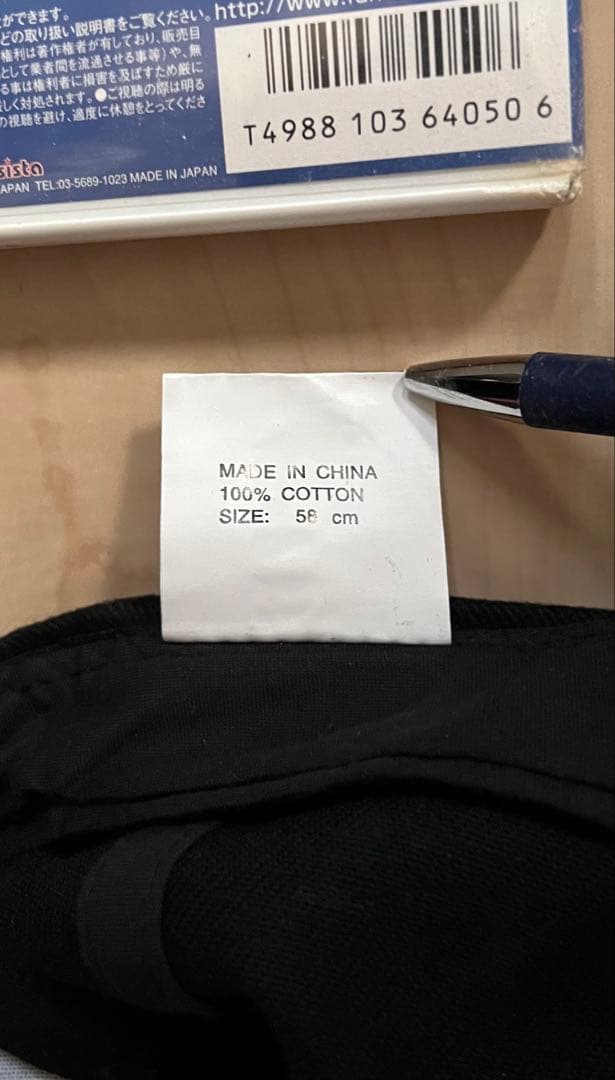 ができます。
どの取り扱い説明書をご覧ください。 http://www.
権利は著作権者が有しており、販売目
として業者間を流通させる事等)や、無
る事は権利者に損害を及ぼすため厳に
しく対処されます。●ご視聴の際は明る
の視聴を避け、適度に休憩をとってくださ
T4988 103 64050 6
sista
APAN TEL:03-5689-1023 MADE IN JAPAN
MADE IN CHINA
100% COTTON
SIZE: 58 cm